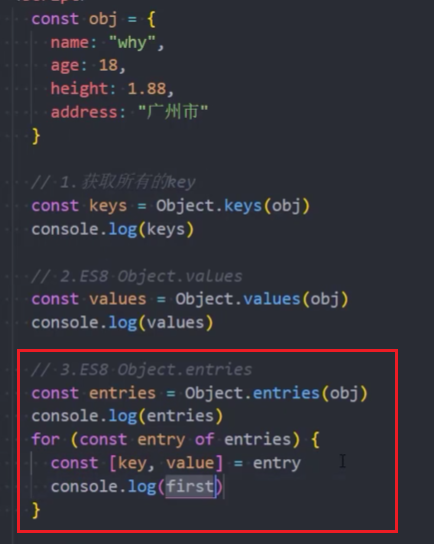 const obj = {
name: "why",
age: 18,
height: 1.88,
address: "广州市"
}
// 1.获取所有的key
const keys = Object.keys(obj)
console.log(keys)
// 2.ES8 Object.values
const values = Object.values(obj)
console.log(values)
// 3.ES8 Object.entries
const entries = Object.entries(obj)
console.log(entries)
for (const entry of entries) {
const [key, value] = entry
console.log(first)
}